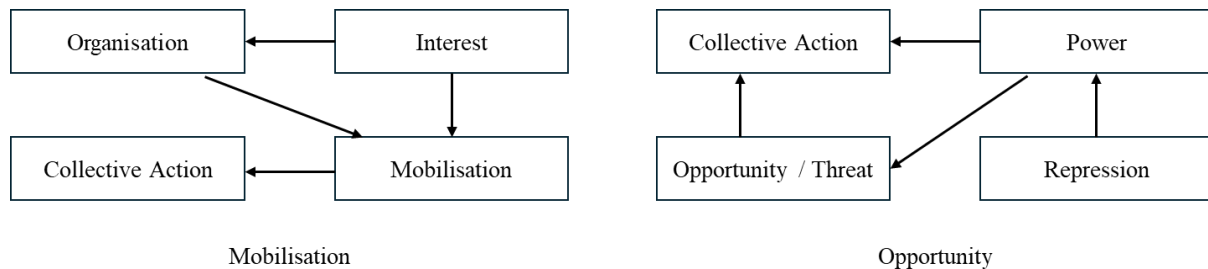 Organisation
Interest
Collective Action
Power
Collective Action
Mobilisation
Opportunity / Threat
Repression
Mobilisation
Opportunity